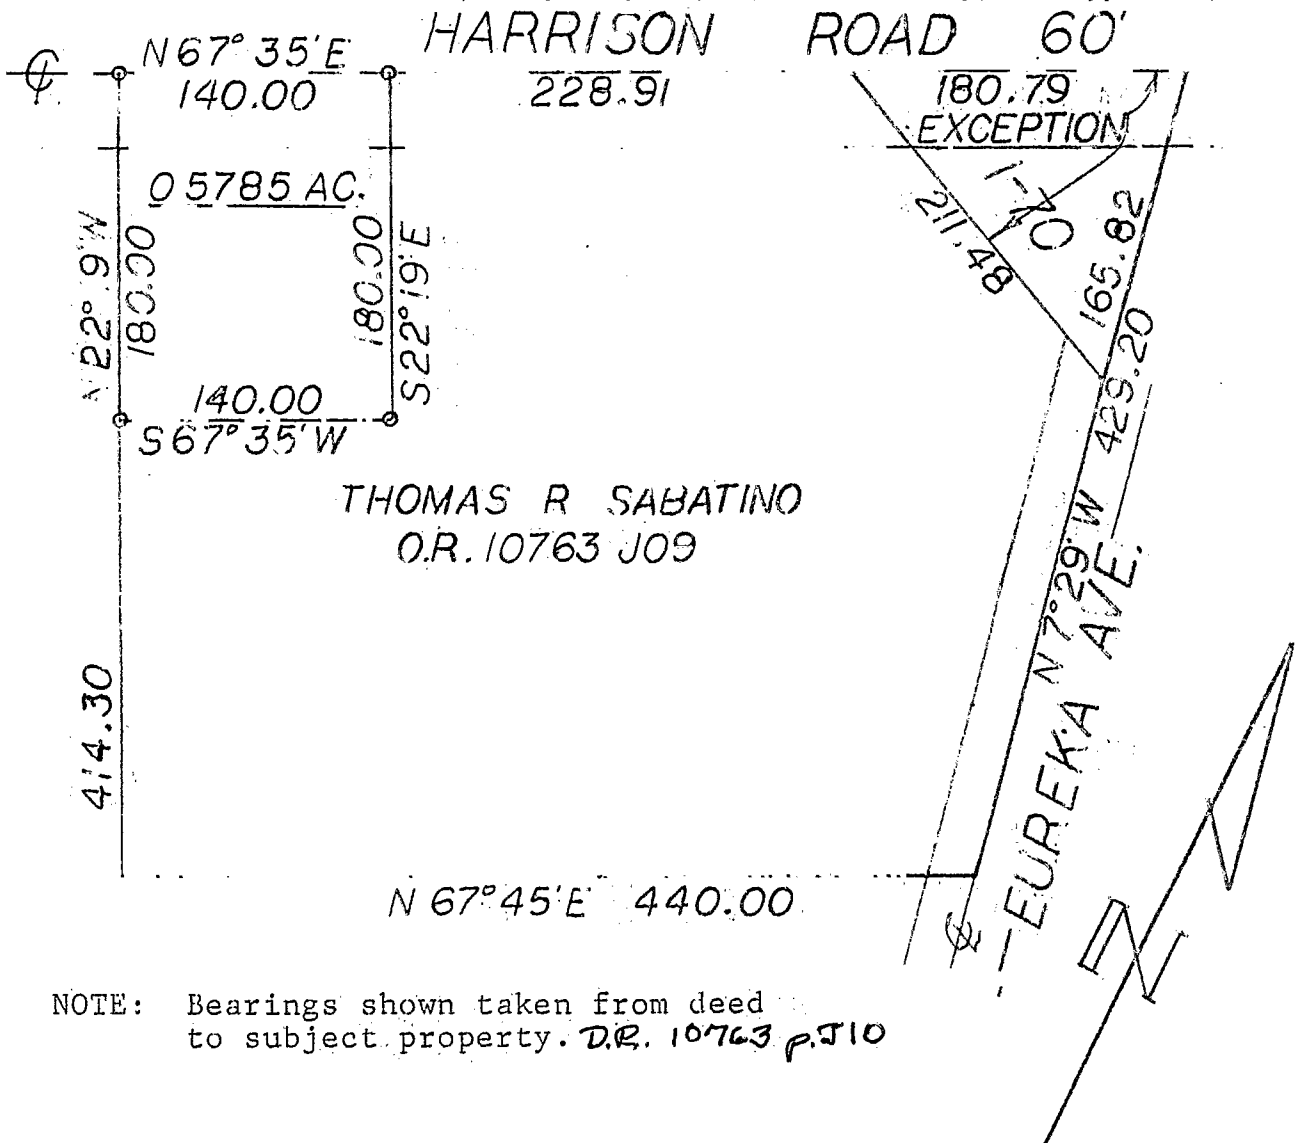 HARRISON ROAD 60'
N 67° 35' E
140.00
228.91
180.79
EXCEPTION
I-70
0 5785 AC.
211.48
165.82
N 22° 9' W
180.00
180.00
S 22° 19' E
429.20
140.00
S 67° 35' W
THOMAS R SABATINO
O.R. 10763 J09
N 7° 29' W
EUREKA AVE.
414.30
N 67° 45' E 440.00
N
NOTE: Bearings shown taken from deed
to subject property. D.R. 10763 p.J10